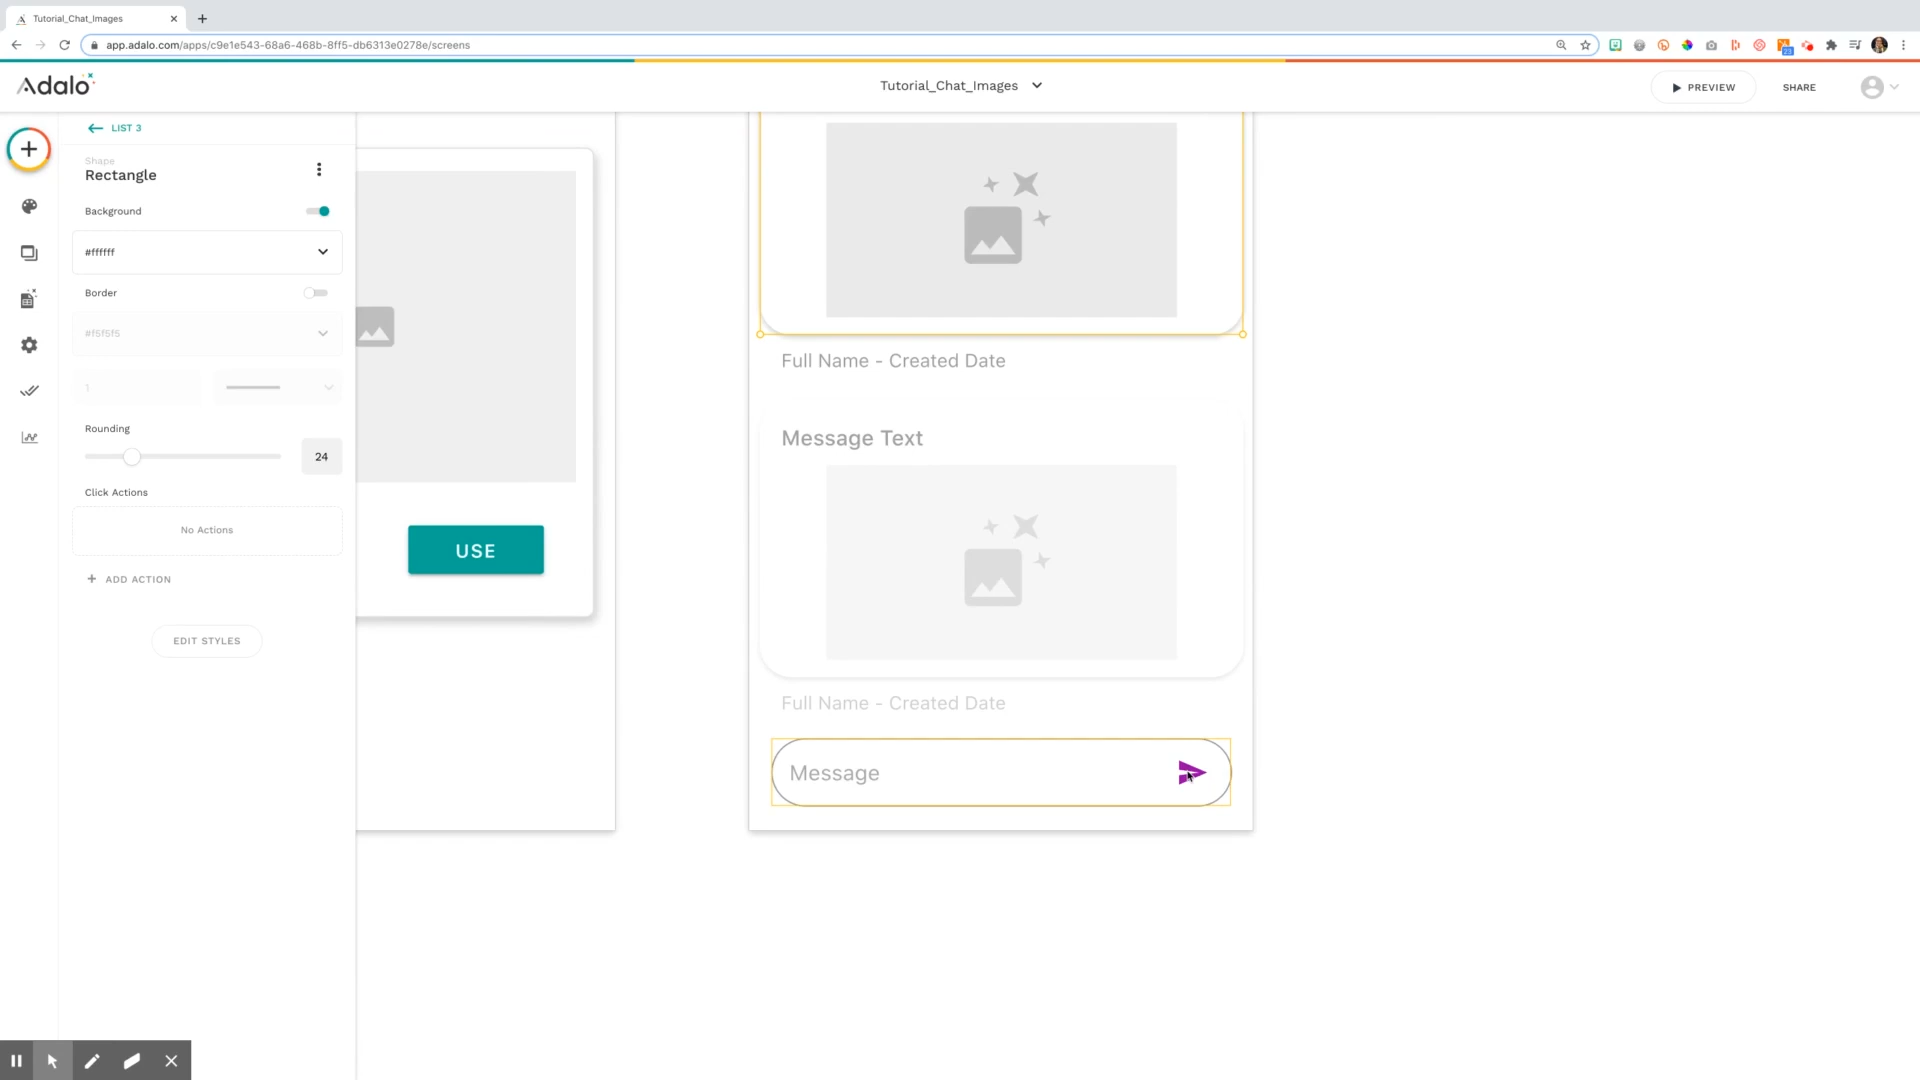 Tutorial_Chat_Images
app.adalo.com/apps/c9e1e543-68a6-468b-8ff5-db6313e0278e/screens
23
Adalo
Tutorial_Chat_Images
PREVIEW
SHARE
LIST 3
Shape
Rectangle
Background
#ffffff
Border
#f5f5f5
1
Rounding
24
Click Actions
No Actions
ADD ACTION
EDIT STYLES
USE
Full Name - Created Date
Message Text
Full Name - Created Date
Message